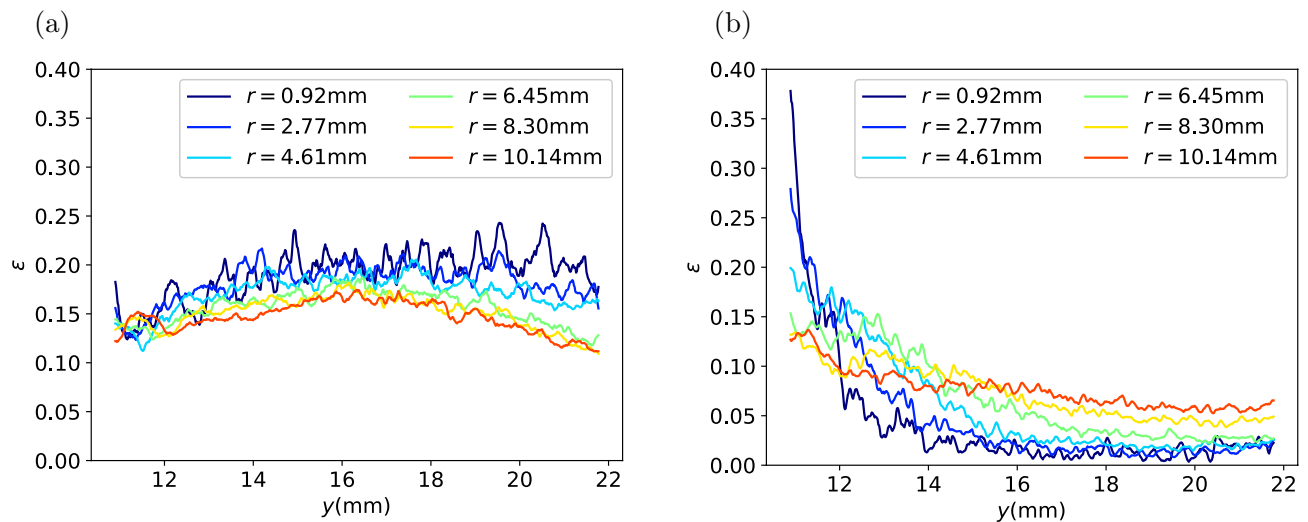 (a)
0.40
0.35
0.30
0.25
0.20
0.15
0.10
0.05
0.00
ε
12 14 16 18 20 22
y(mm)
r = 0.92mm
r = 2.77mm
r = 4.61mm
r = 6.45mm
r = 8.30mm
r = 10.14mm
(b)
0.40
0.35
0.30
0.25
0.20
0.15
0.10
0.05
0.00
ε
12 14 16 18 20 22
y(mm)
r = 0.92mm
r = 2.77mm
r = 4.61mm
r = 6.45mm
r = 8.30mm
r = 10.14mm